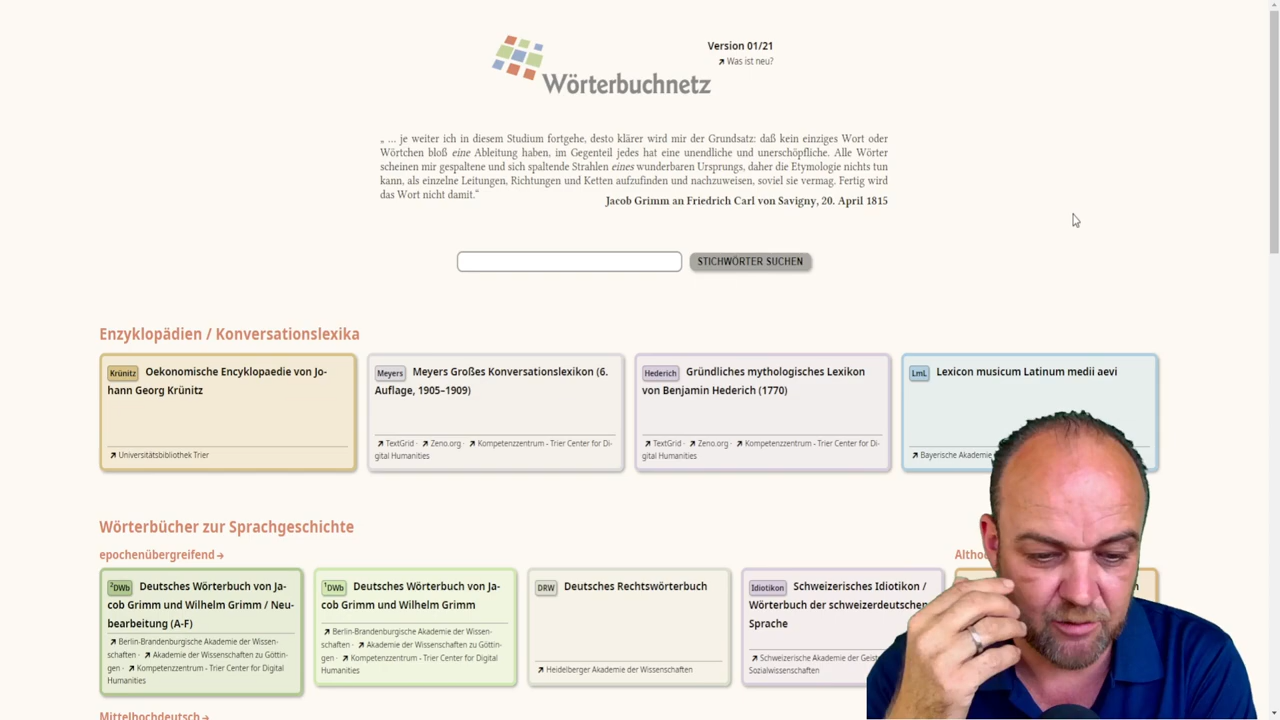 Version 01/21
Was ist neu?
Wörterbuchnetz
„ ... je weiter ich in diesem Studium fortgehe, desto klärer wird mir der Grundsatz: daß kein einziges Wort oder
Wörtchen bloß eine Ableitung haben, im Gegenteil jedes hat eine unendliche und unerschöpfliche. Alle Wörter
scheinen mir gespaltene und sich spaltende Strahlen eines wunderbaren Ursprungs, daher die Etymologie nichts tun
kann, als einzelne Leitungen, Richtungen und Ketten aufzufinden und nachzuweisen, soviel sie vermag. Fertig wird
das Wort nicht damit.“
Jacob Grimm an Friedrich Carl von Savigny, 20. April 1815
STICHWÖRTER SUCHEN
Enzyklopädien / Konversationslexika
Krünitz Oekonomische Encyklopaedie von Jo-
hann Georg Krünitz
Universitätsbibliothek Trier
Meyers Meyers Großes Konversationslexikon (6.
Auflage, 1905–1909)
TextGrid · Zeno.org · Kompetenzzentrum - Trier Center for Di-
gital Humanities
Hederich Gründliches mythologisches Lexikon
von Benjamin Hederich (1770)
TextGrid · Zeno.org · Kompetenzzentrum - Trier Center for Di-
gital Humanities
LmL Lexicon musicum Latinum medii aevi
Bayerische Akademie
Wörterbücher zur Sprachgeschichte
epochenübergreifend →
²DWb Deutsches Wörterbuch von Ja-
cob Grimm und Wilhelm Grimm / Neu-
bearbeitung (A-F)
Berlin-Brandenburgische Akademie der Wissen-
schaften · Akademie der Wissenschaften zu Göttin-
gen · Kompetenzzentrum - Trier Center for Digital
Humanities
¹DWb Deutsches Wörterbuch von Ja-
cob Grimm und Wilhelm Grimm
Berlin-Brandenburgische Akademie der Wissen-
schaften · Akademie der Wissenschaften zu Göttin-
gen · Kompetenzzentrum - Trier Center for Digital
Humanities
DRW Deutsches Rechtswörterbuch
Heidelberger Akademie der Wissenschaften
Idiotikon Schweizerisches Idiotikon /
Wörterbuch der schweizerdeutschen
Sprache
Schweizerische Akademie der
Sozialwissenschaften
Mittelhochdeutsch →